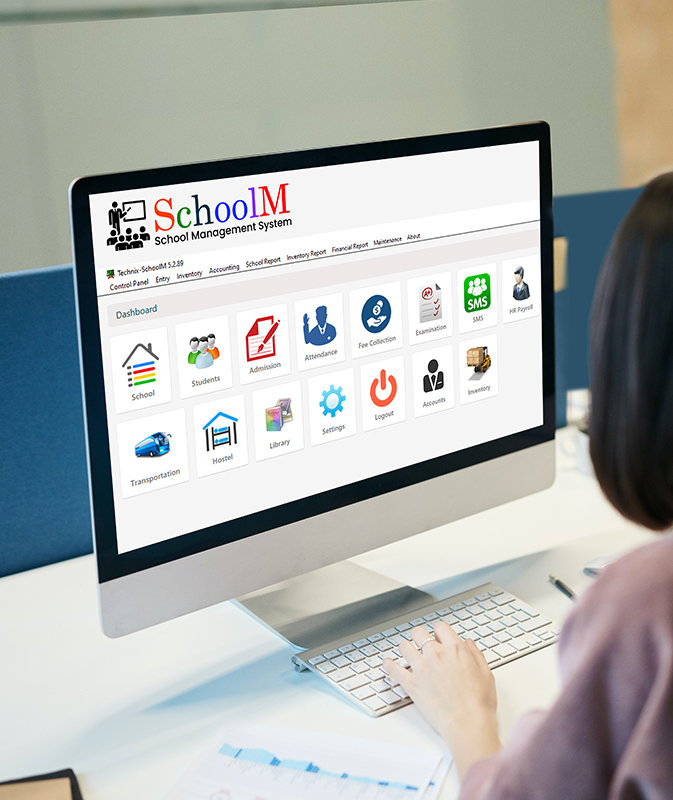 SchoolM
School Management System
Technix-SchoolM 5.2.89
Control Panel Entry Inventory Accounting School Report Inventory Report Financial Report Maintenance About
Dashboard
School Students Admission Attendance Fee Collection Examination SMS SMS HR Payroll
A+
Transportation Hostel Library Settings Logout Accounts Inventory